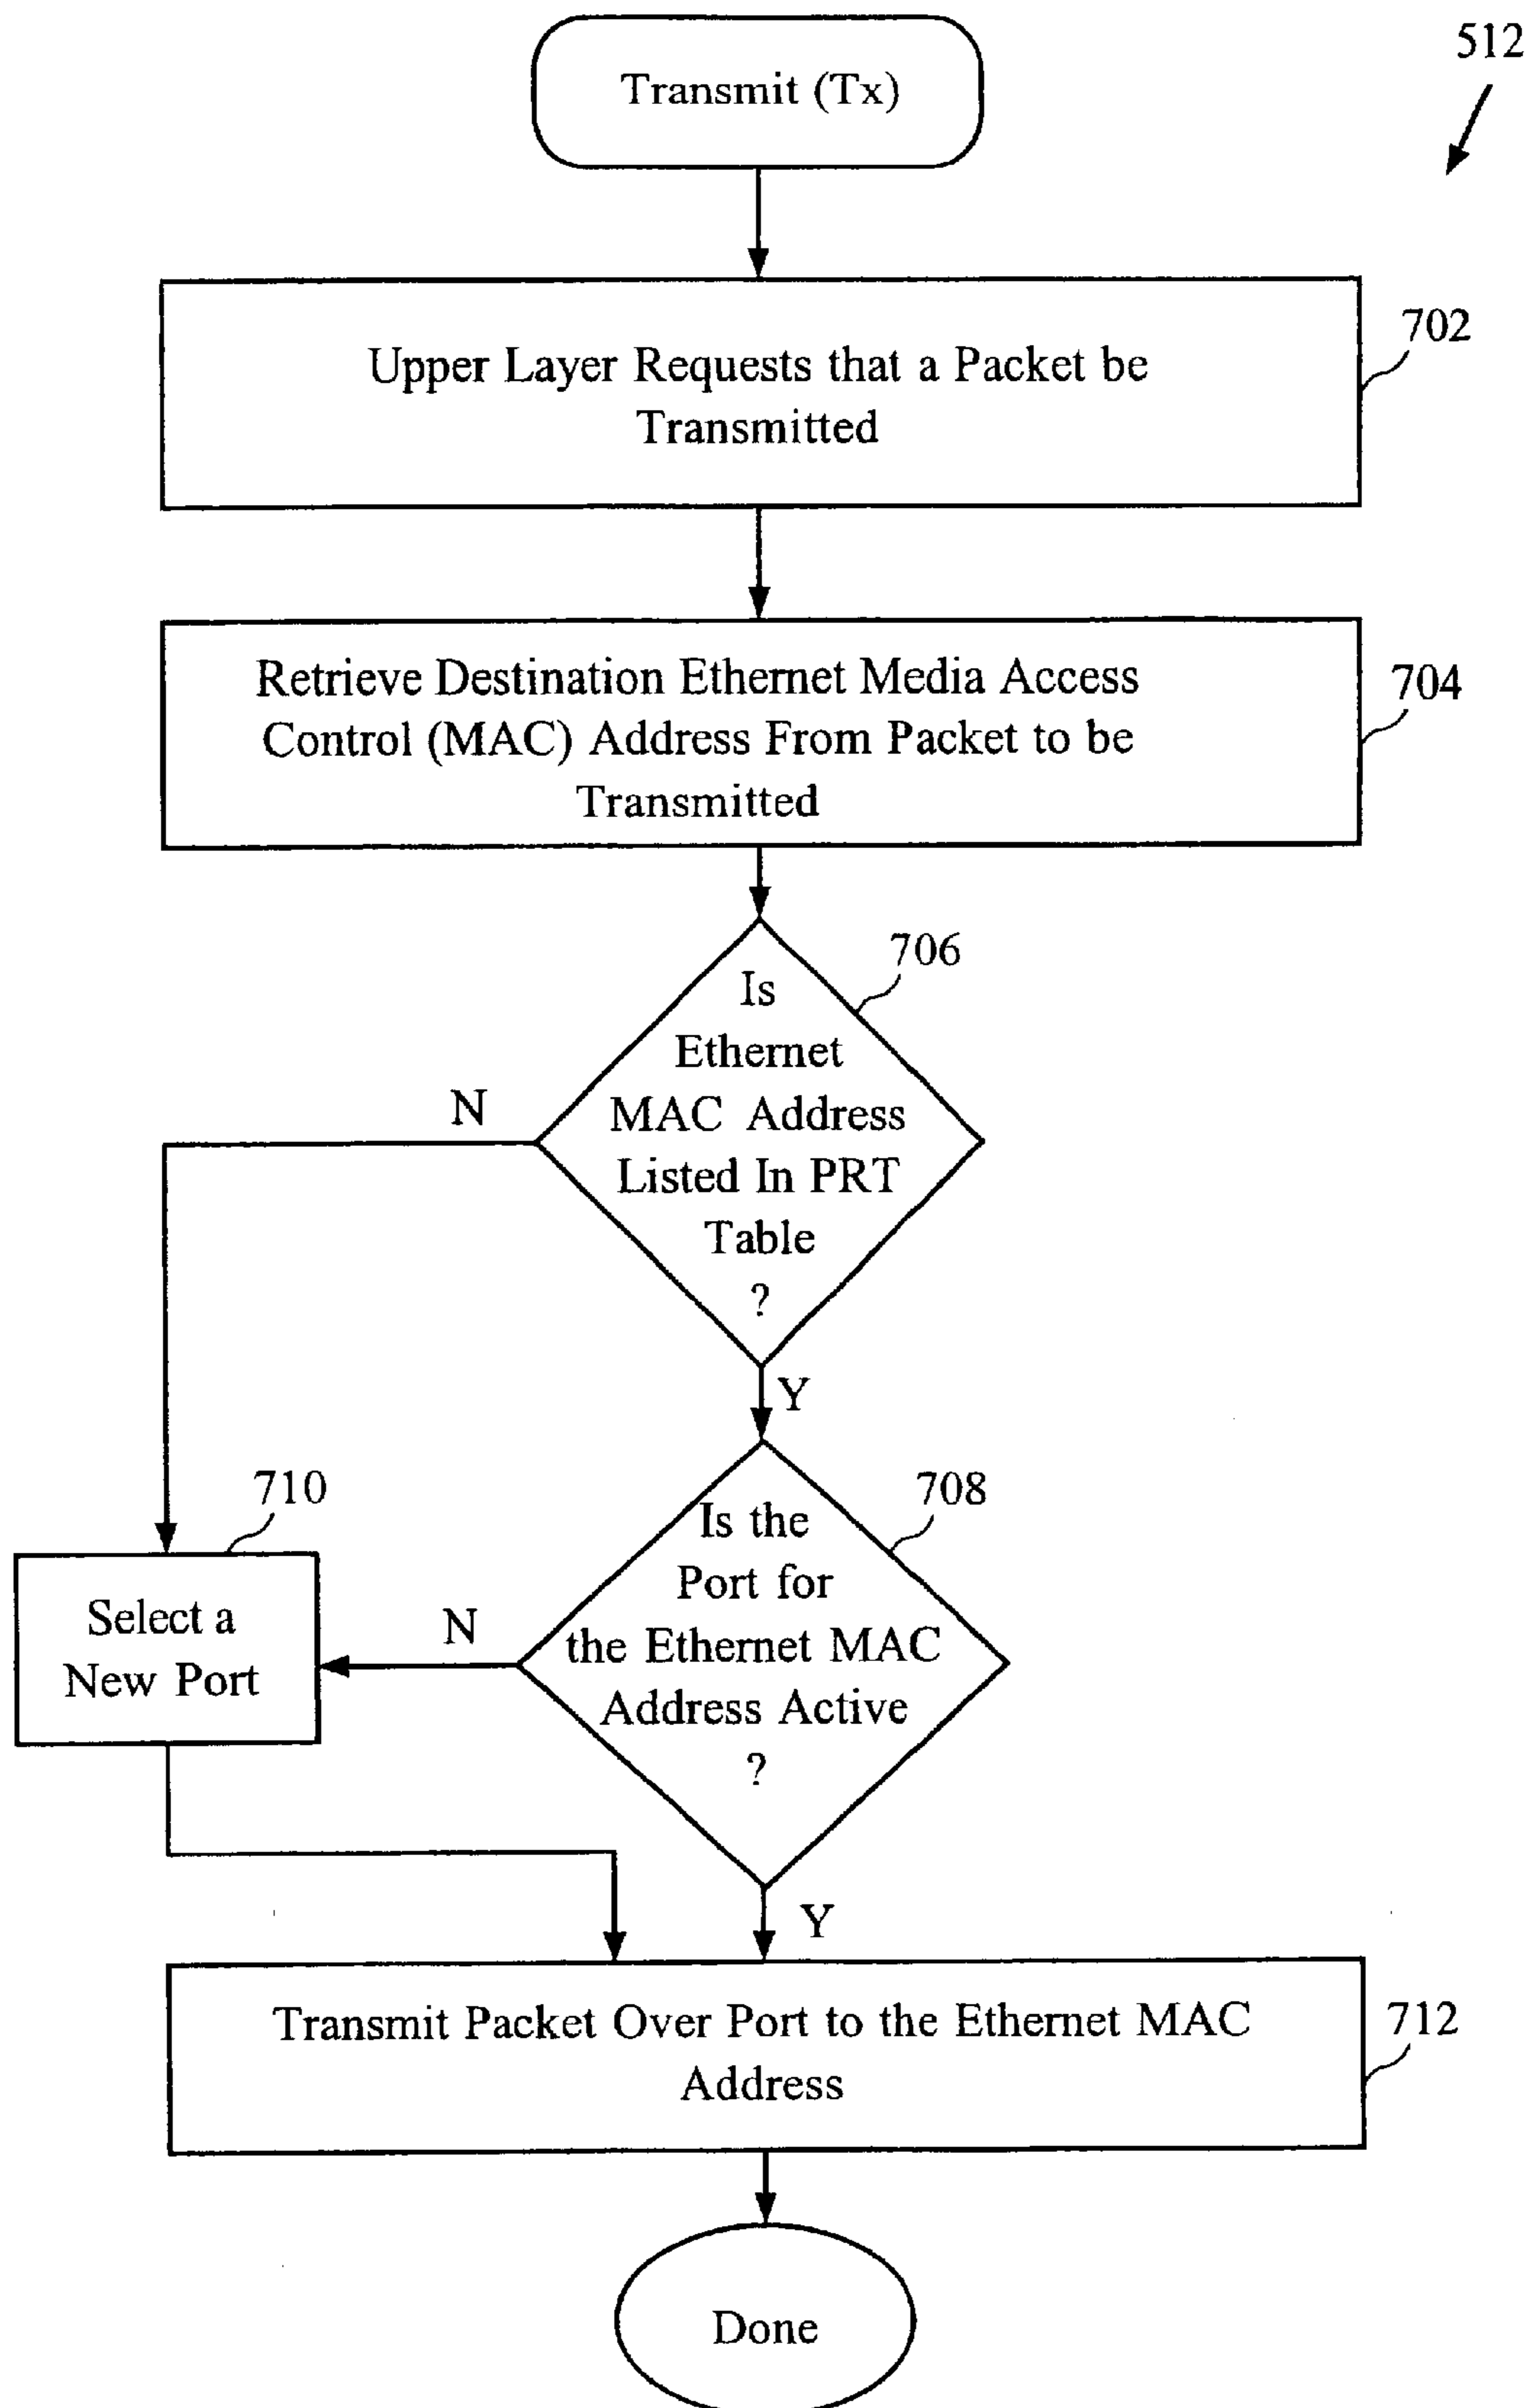 512
Transmit (Tx)
702
Upper Layer Requests that a Packet be
Transmitted
704
Retrieve Destination Ethernet Media Access
Control (MAC) Address From Packet to be
Transmitted
706
Is
Ethernet
MAC Address
Listed In PRT
Table
?
N
Y
710
Select a
New Port
708
Is the
Port for
the Ethernet MAC
Address Active
?
N
Y
712
Transmit Packet Over Port to the Ethernet MAC
Address
Done